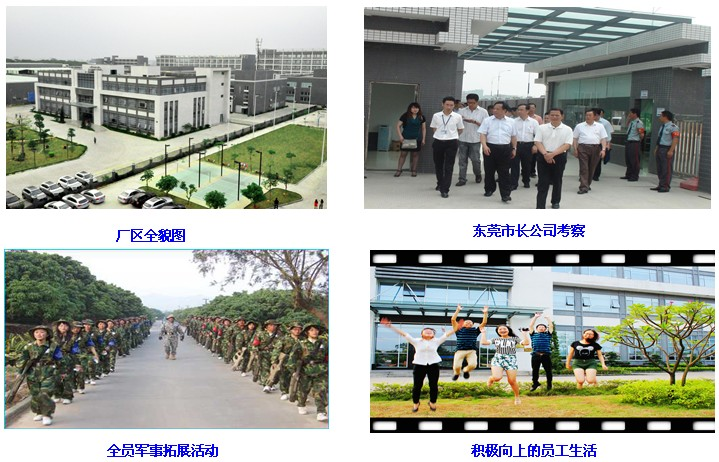 厂区全貌图
东莞市长公司考察
全员军事拓展活动
积极向上的员工生活